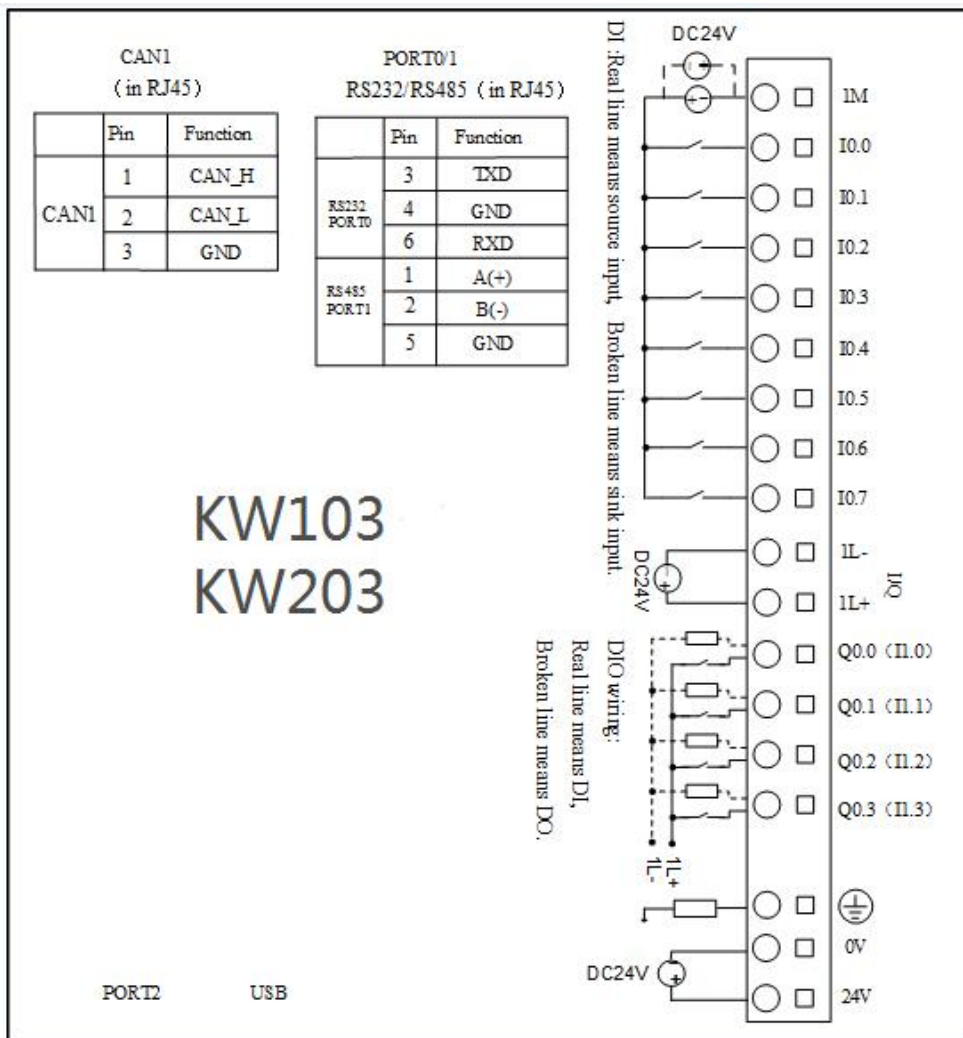 CAN1
(in RJ45)
Pin Function
CAN1
1 CAN_H
2 CAN_L
3 GND
PORT0/1
RS232/RS485 (in RJ45)
Pin Function
RS232
PORT0
3 TXD
4 GND
6 RXD
RS485
PORT1
1 A(+)
2 B(-)
5 GND
KW103
KW203
PORT2
USB
DI :Real line means source input, Broken line means sink input.
DC24V
1M
I0.0
I0.1
I0.2
I0.3
I0.4
I0.5
I0.6
I0.7
DC24V
1L-
1L+
I/Q
DIO wiring:
Real line means DI,
Broken line means DO.
Q0.0 (I1.0)
Q0.1 (I1.1)
Q0.2 (I1.2)
Q0.3 (I1.3)
1L-
1L+
DC24V
0V
24V